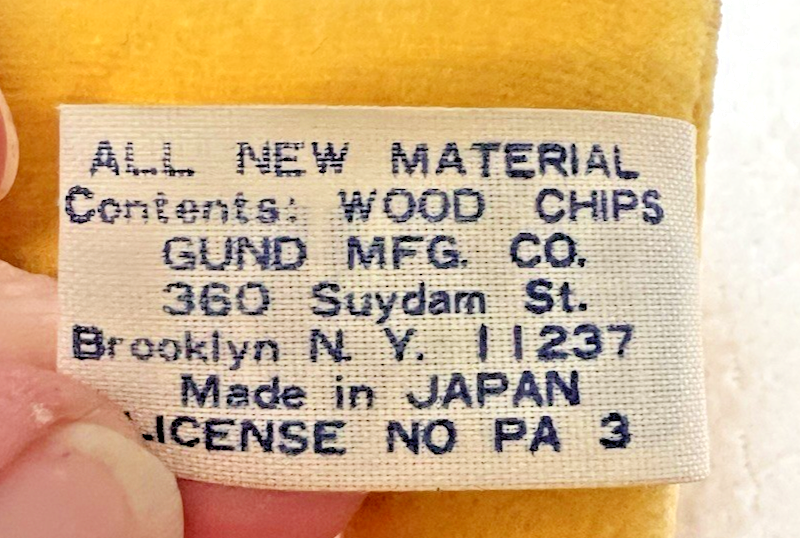 ALL NEW MATERIAL
Contents: WOOD CHIPS
GUND MFG. CO.
360 Suydam St.
Brooklyn N. Y. 11237
Made in JAPAN
LICENSE NO PA 3